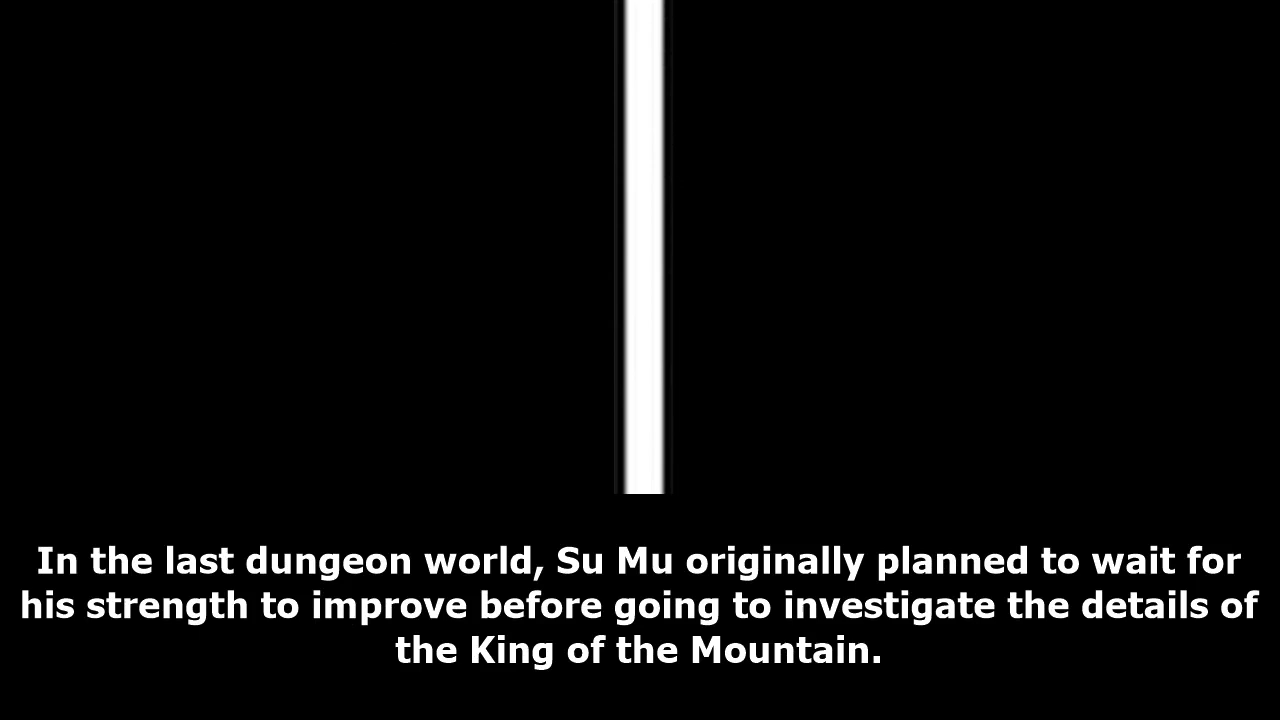 In the last dungeon world, Su Mu originally planned to wait for
his strength to improve before going to investigate the details of
the King of the Mountain.